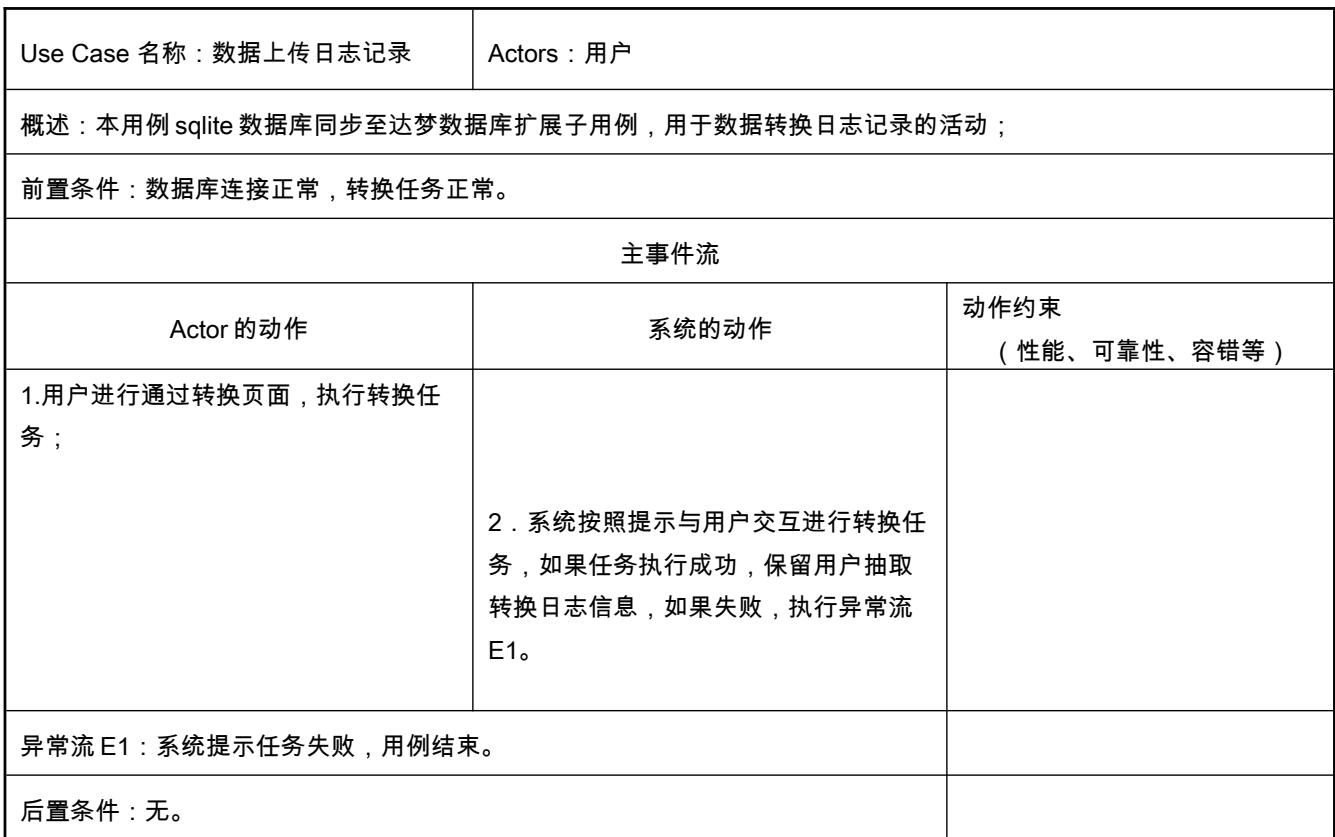 Use Case 名称：数据上传日志记录
Actors：用户
概述：本用例 sqlite 数据库同步至达梦数据库扩展子用例，用于数据转换日志记录的活动；
前置条件：数据库连接正常，转换任务正常。
主事件流
Actor 的动作
系统的动作
动作约束
（性能、可靠性、容错等）
1.用户进行通过转换页面，执行转换任
务；
2．系统按照提示与用户交互进行转换任
务，如果任务执行成功，保留用户抽取
转换日志信息，如果失败，执行异常流
E1。
异常流 E1：系统提示任务失败，用例结束。
后置条件：无。